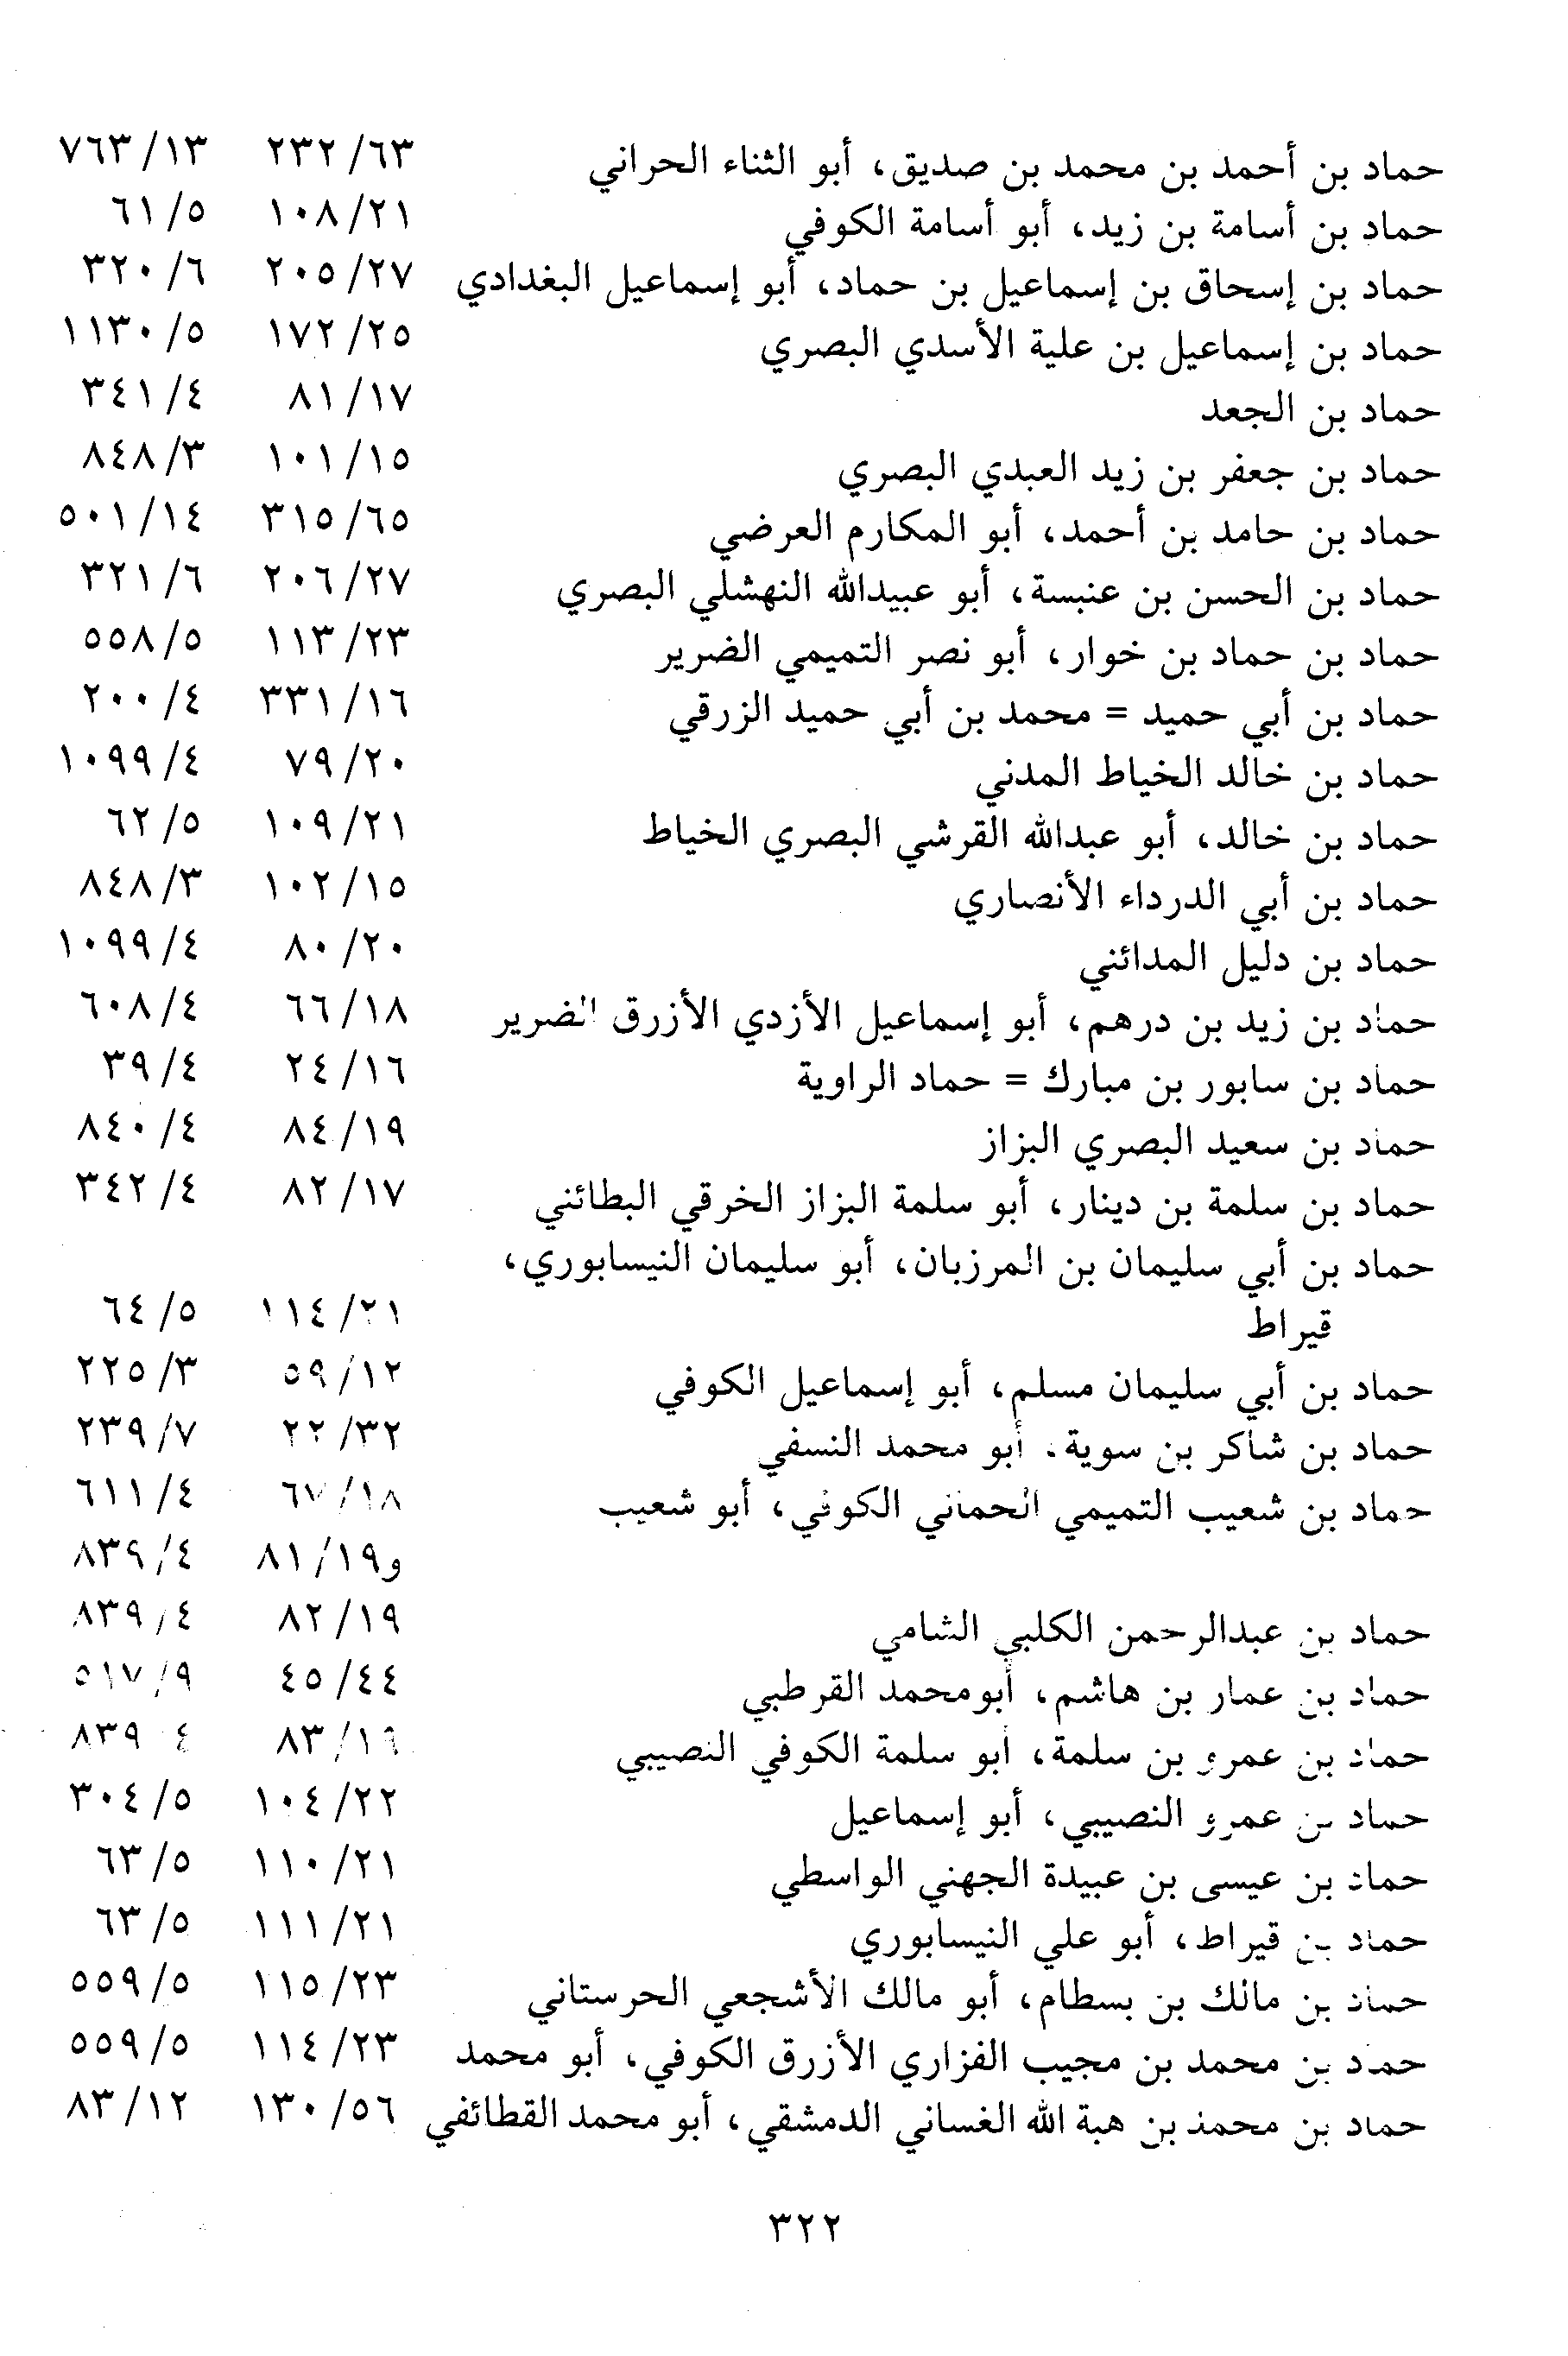 حماد بن أحمد بن محمد بن صديق، أبو الثناء الحراني ٦٣/ ٢٣٢ ١٣/ ٧٦٣
حماد بن أسامة بن زيد، أبو أسامة الكوفي ٢١/ ١٠٨ ٥/ ٦١
حماد بن إسحاق بن إسماعيل بن حماد، أبو إسماعيل البغدادي ٢٧/ ٢٠٥ ٦/ ٣٢٠
حماد بن إسماعيل بن علية الأسدي البصري ٢٥/ ١٧٢ ٥/ ١١٣٠
حماد بن الجعد ١٧/ ٨١ ٤/ ٣٤١
حماد بن جعفر بن زيد العبدي البصري ١٥/ ١٠١ ٣/ ٨٤٨
حماد بن حامد بن أحمد، أبو المكارم العرضي ٦٥/ ٣١٥ ١٤/ ٥٠١
حماد بن الحسن بن عنبسة، أبو عبيدالله النهشلي البصري ٢٧/ ٢٠٦ ٦/ ٣٢١
حماد بن حماد بن خوار، أبو نصر التميمي الضرير ٢٣/ ١١٣ ٥/ ٥٥٨
حماد بن أبي حميد = محمد بن أبي حميد الزرقي ١٦/ ٣٣١ ٤/ ٢٠٠
حماد بن خالد الخياط المدني ٢٠/ ٧٩ ٤/ ١٠٩٩
حماد بن خالد، أبو عبدالله القرشي البصري الخياط ٢١/ ١٠٩ ٥/ ٦٢
حماد بن أبي الدرداء الأنصاري ١٥/ ١٠٢ ٣/ ٨٤٨
حماد بن دليل المدائني ٢٠/ ٨٠ ٤/ ١٠٩٩
حماد بن زيد بن درهم، أبو إسماعيل الأزدي الأزرق الضرير ١٨/ ٦٦ ٤/ ٦٠٨
حماد بن سابور بن مبارك = حماد الراوية ١٦/ ٢٤ ٤/ ٣٩
حماد بن سعيد البصري البزاز ١٩/ ٨٤ ٤/ ٨٤٠
حماد بن سلمة بن دينار، أبو سلمة البزاز الخرقي البطائني ١٧/ ٨٢ ٤/ ٣٤٢
حماد بن أبي سليمان بن المرزبان، أبو سليمان النيسابوري،
قيراط ٢١/ ١١٤ ٥/ ٦٤
حماد بن أبي سليمان مسلم، أبو إسماعيل الكوفي ١٢/ ٥٩ ٣/ ٢٢٥
حماد بن شاكر بن سوية، أبو محمد النسفي ٣٢/ ٢٢ ٧/ ٢٣٩
حماد بن شعيب التميمي الحماني الكوفي، أبو شعيب ١٨/ ٦٧ ٤/ ٦١١
و١٩/ ٨١ ٤/ ٨٣٩
حماد بن عبدالرحمن الكلبي الشامي ١٩/ ٨٢ ٤/ ٨٣٩
حماد بن عمار بن هاشم، أبومحمد القرطبي ٤٤/ ٤٥ ٩/ ٥١٧
حماد بن عمرو بن سلمة، أبو سلمة الكوفي النصيبي ١٩/ ٨٣ ٤ ٨٣٩
حماد بن عمرو النصيبي، أبو إسماعيل ٢٢/ ١٠٤ ٥/ ٣٠٤
حماد بن عيسى بن عبيدة الجهني الواسطي ٢١/ ١١٠ ٥/ ٦٣
حماد بن قيراط، أبو علي النيسابوري ٢١/ ١١١ ٥/ ٦٣
حماد بن مالك بن بسطام، أبو مالك الأشجعي الحرستاني ٢٣/ ١١٥ ٥/ ٥٥٩
حماد بن محمد بن مجيب الفزاري الأزرق الكوفي، أبو محمد ٢٣/ ١١٤ ٥/ ٥٥٩
حماد بن محمد بن هبة الله الغساني الدمشقي، أبو محمد القطائفي ٥٦/ ١٣٠ ١٢/ ٨٣
٣٢٢